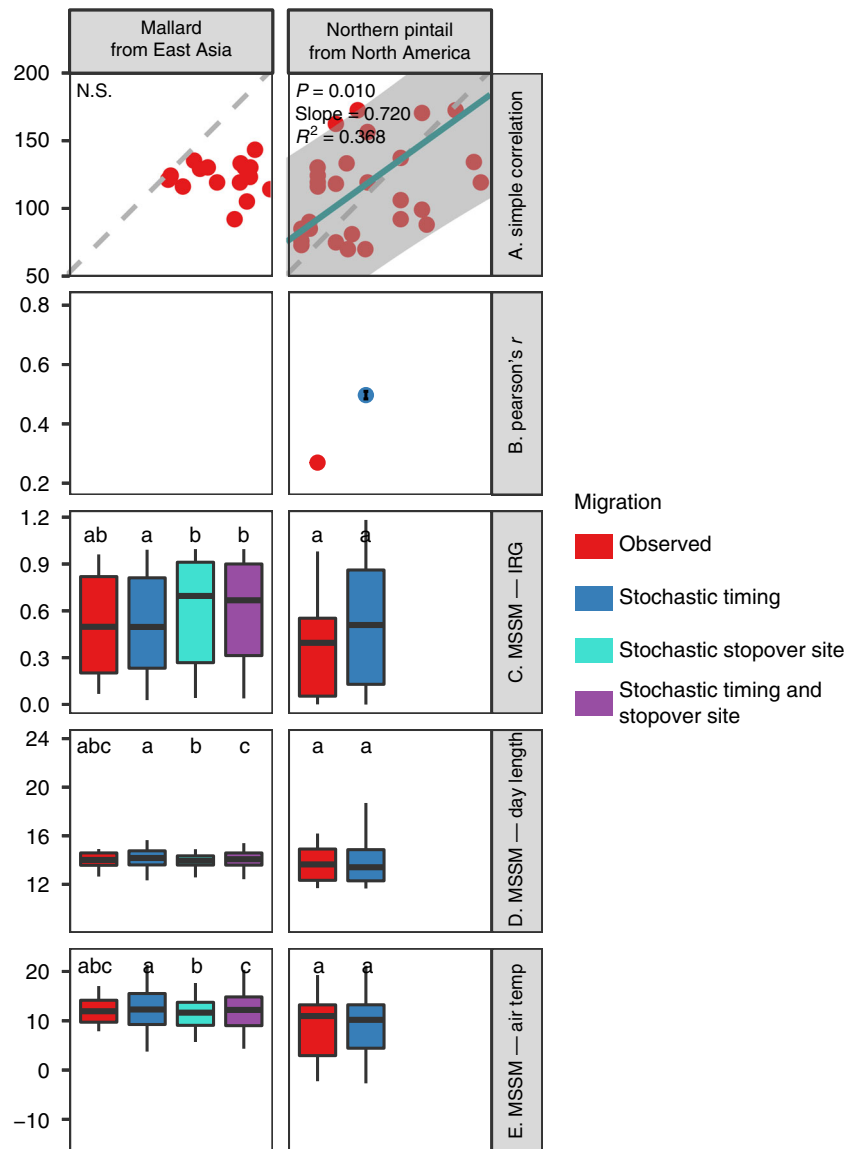 Mallard
from East Asia
Northern pintail
from North America
200
150
100
50
N.S.
P = 0.010
Slope = 0.720
R² = 0.368
A. simple correlation
0.8
0.6
0.4
0.2
B. pearson's r
1.2
0.9
0.6
0.3
0.0
ab a b b
a a
C. MSSM — IRG
24
20
16
12
abc a b c
a a
D. MSSM — day length
20
10
0
−10
abc a b c
a a
E. MSSM — air temp
Migration
Observed
Stochastic timing
Stochastic stopover site
Stochastic timing and
stopover site